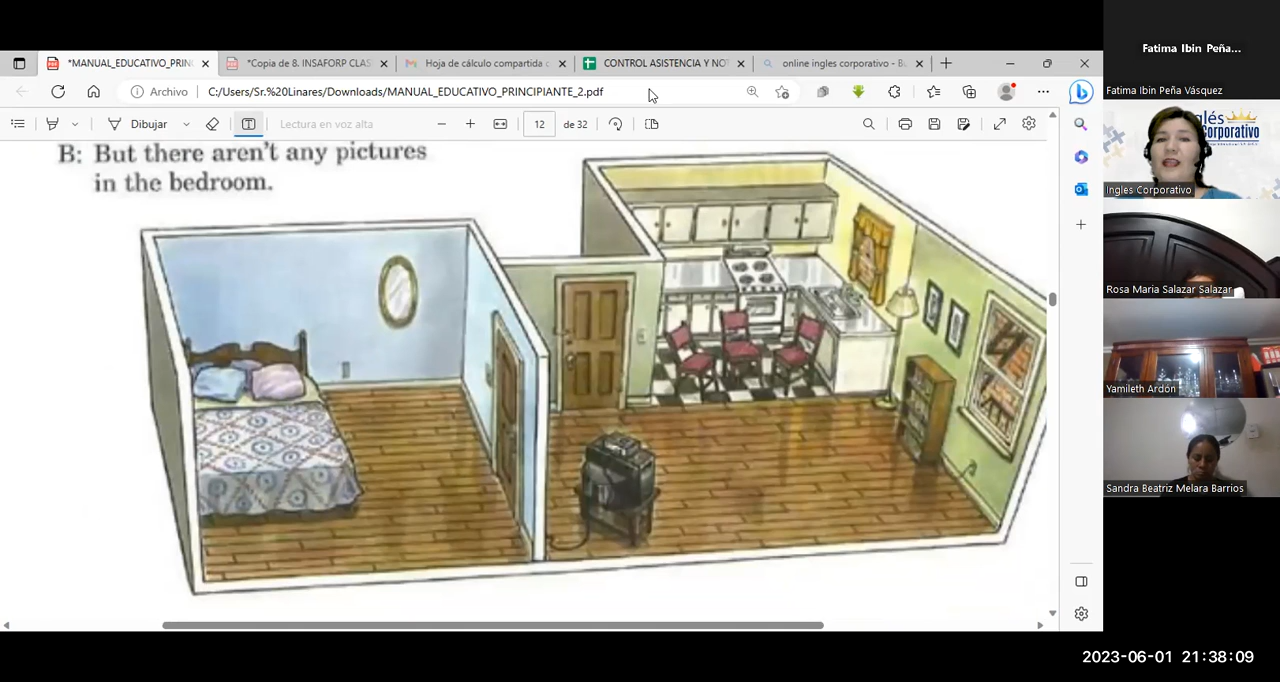 Fatima Ibin Peña...
Fatima Ibin Peña Vásquez
*MANUAL_EDUCATIVO_PRIN
*Copia de 8. INSAFORP CLAS
Hoja de cálculo compartida c
CONTROL ASISTENCIA Y NOT
online ingles corporativo - Bu
Archivo
C:/Users/Sr.%20Linares/Downloads/MANUAL_EDUCATIVO_PRINCIPIANTE_2.pdf
Dibujar
Lectura en voz alta
12
de 32
B: But there aren't any pictures
in the bedroom.
Corporativo
Ingles Corporativo
Rosa Maria Salazar Salazar
Yamileth Ardón
Sandra Beatriz Melara Barrios
2023-06-01 21:38:09